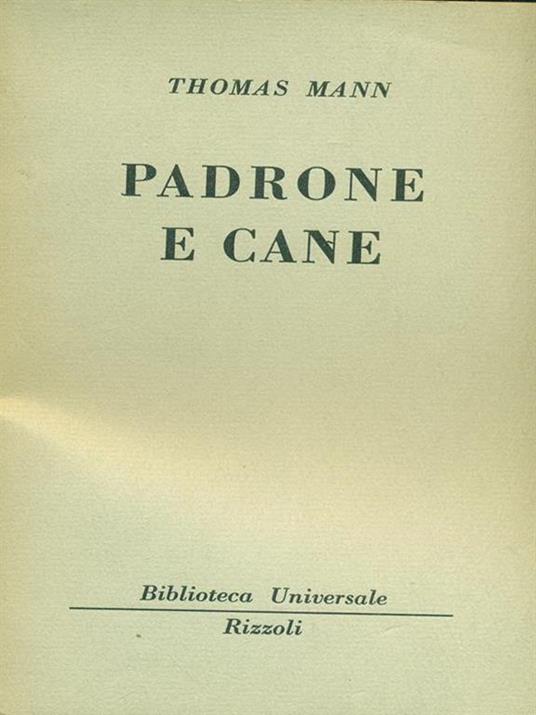 THOMAS MANN
PADRONE
E CANE
Biblioteca Universale
Rizzoli